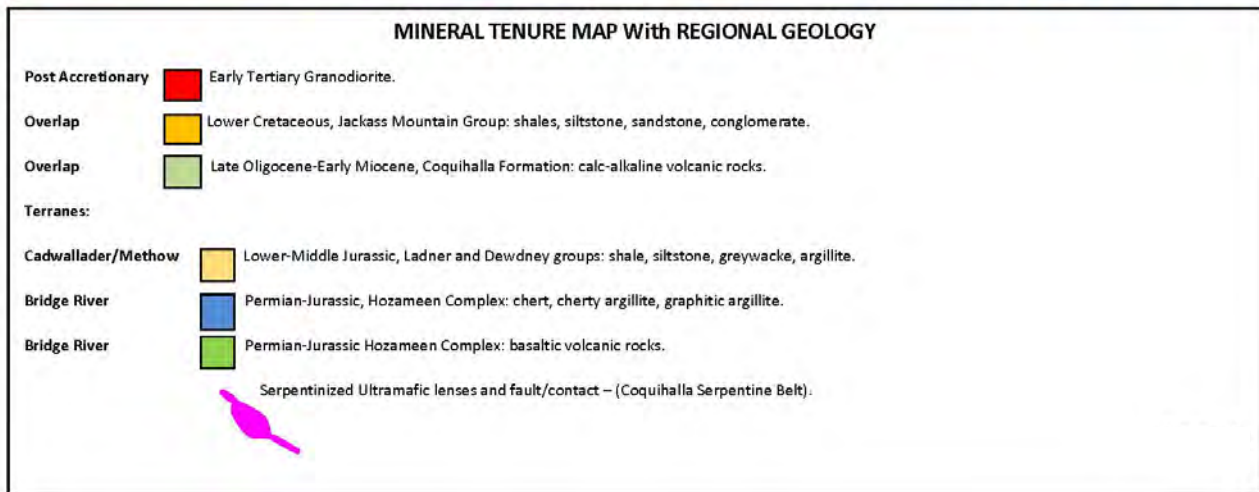 MINERAL TENURE MAP With REGIONAL GEOLOGY
Post Accretionary Early Tertiary Granodiorite.
Overlap Lower Cretaceous, Jackass Mountain Group: shales, siltstone, sandstone, conglomerate.
Overlap Late Oligocene-Early Miocene, Coquihalla Formation: calc-alkaline volcanic rocks.
Terranes:
Cadwallader/Methow Lower-Middle Jurassic, Ladner and Dewdney groups: shale, siltstone, greywacke, argillite.
Bridge River Permian-Jurassic, Hozameen Complex: chert, cherty argillite, graphitic argillite.
Bridge River Permian-Jurassic Hozameen Complex: basaltic volcanic rocks.
Serpentinized Ultramafic lenses and fault/contact – (Coquihalla Serpentine Belt).